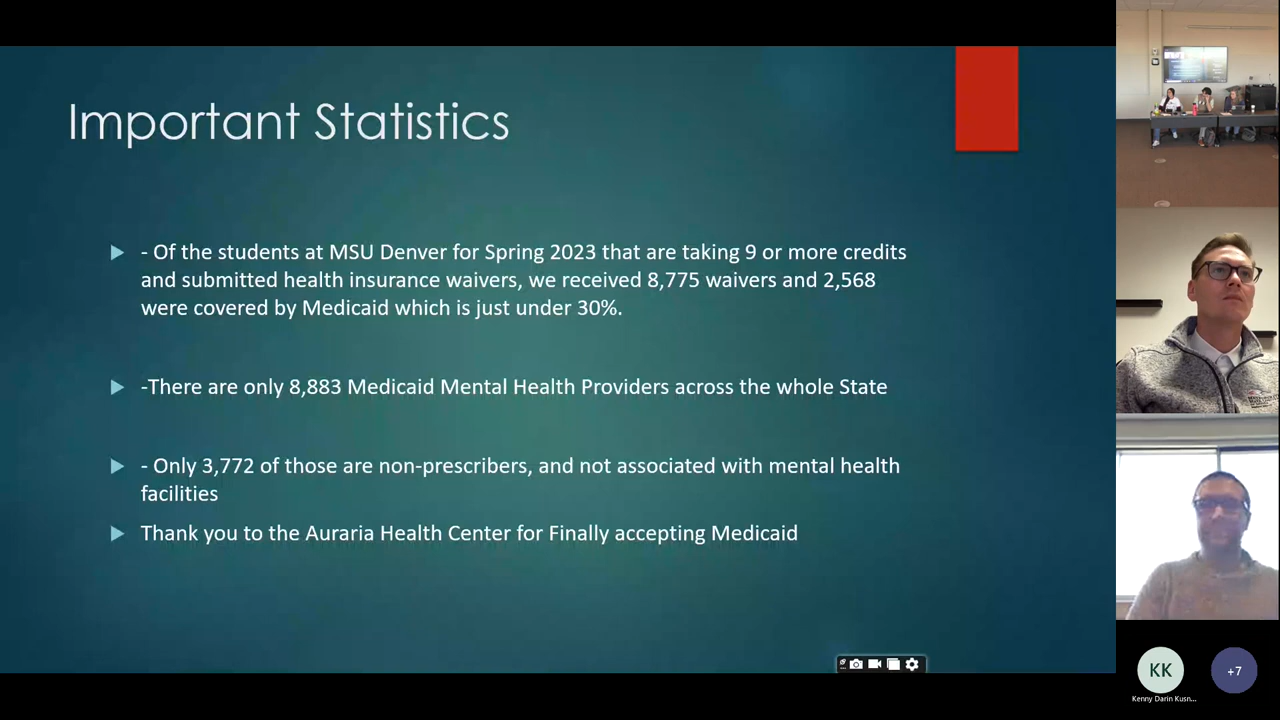 Important Statistics
- Of the students at MSU Denver for Spring 2023 that are taking 9 or more credits
and submitted health insurance waivers, we received 8,775 waivers and 2,568
were covered by Medicaid which is just under 30%.
-There are only 8,883 Medicaid Mental Health Providers across the whole State
- Only 3,772 of those are non-prescribers, and not associated with mental health
facilities
Thank you to the Auraria Health Center for Finally accepting Medicaid
KK
+7
Kenny Darin Kusn...